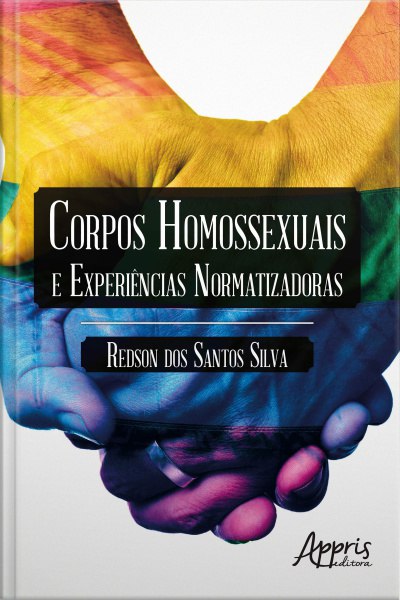 Corpos Homossexuais
e Experiências Normatizadoras
Redson dos Santos Silva
Appris
editora